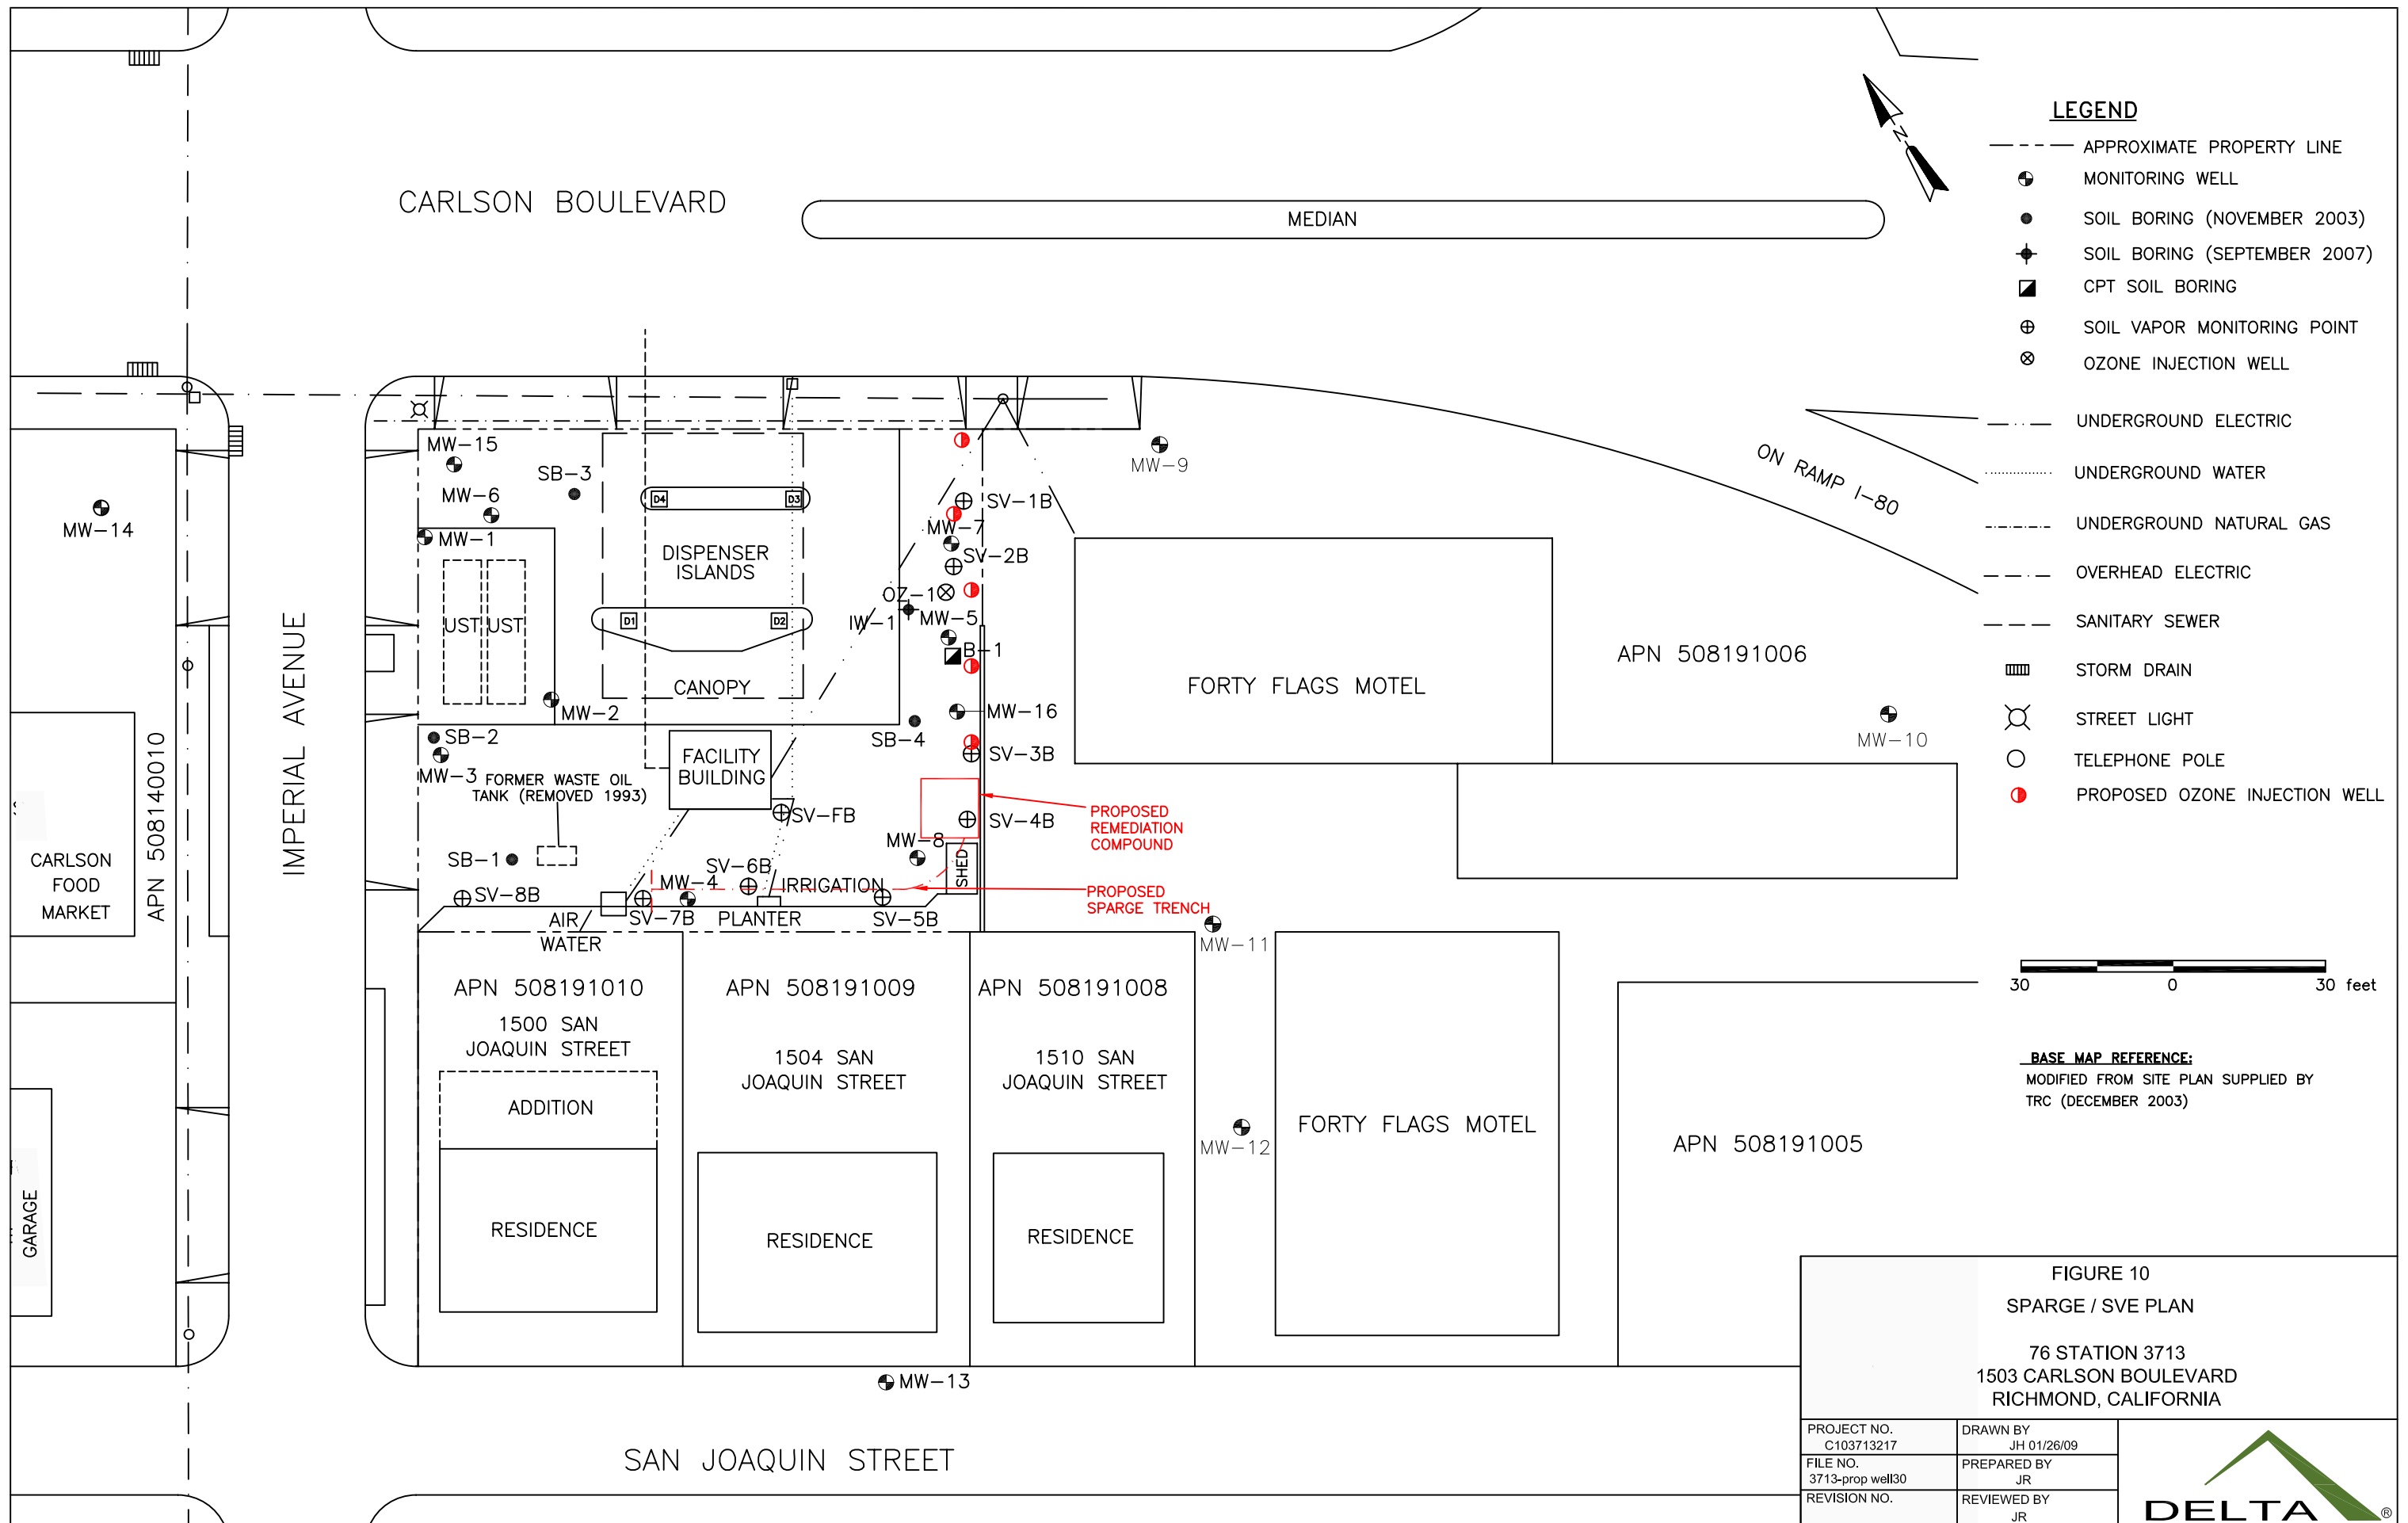 CARLSON BOULEVARD
MEDIAN
N
LEGEND
APPROXIMATE PROPERTY LINE
MONITORING WELL
SOIL BORING (NOVEMBER 2003)
SOIL BORING (SEPTEMBER 2007)
CPT SOIL BORING
SOIL VAPOR MONITORING POINT
OZONE INJECTION WELL
UNDERGROUND ELECTRIC
UNDERGROUND WATER
UNDERGROUND NATURAL GAS
OVERHEAD ELECTRIC
SANITARY SEWER
STORM DRAIN
STREET LIGHT
TELEPHONE POLE
PROPOSED OZONE INJECTION WELL
MW-15
SB-3
MW-6
MW-14
MW-1
D4
D3
DISPENSER
ISLANDS
D1
D2
CANOPY
UST
UST
MW-2
SB-2
MW-3
FORMER WASTE OIL
TANK (REMOVED 1993)
FACILITY
BUILDING
SB-1
SV-8B
AIR
WATER
SV-7B
MW-4
SV-6B
PLANTER
IRRIGATION
SV-5B
SV-FB
MW-8
SHED
SV-4B
SV-3B
SB-4
MW-16
B-1
MW-5
IW-1
OZ-1
SV-2B
MW-7
SV-1B
MW-9
ON RAMP I-80
PROPOSED
REMEDIATION
COMPOUND
PROPOSED
SPARGE TRENCH
FORTY FLAGS MOTEL
APN 508191006
MW-10
MW-11
MW-12
FORTY FLAGS MOTEL
APN 508191005
IMPERIAL AVENUE
APN 508140010
CARLSON
FOOD
MARKET
GARAGE
APN 508191010
1500 SAN
JOAQUIN STREET
ADDITION
RESIDENCE
APN 508191009
1504 SAN
JOAQUIN STREET
RESIDENCE
APN 508191008
1510 SAN
JOAQUIN STREET
RESIDENCE
MW-13
SAN JOAQUIN STREET
30 0 30 feet
BASE MAP REFERENCE:
MODIFIED FROM SITE PLAN SUPPLIED BY
TRC (DECEMBER 2003)
FIGURE 10
SPARGE / SVE PLAN
76 STATION 3713
1503 CARLSON BOULEVARD
RICHMOND, CALIFORNIA
PROJECT NO.
C103713217
DRAWN BY
JH 01/26/09
FILE NO.
3713-prop well30
PREPARED BY
JR
REVISION NO.
REVIEWED BY
JR
DELTA ®